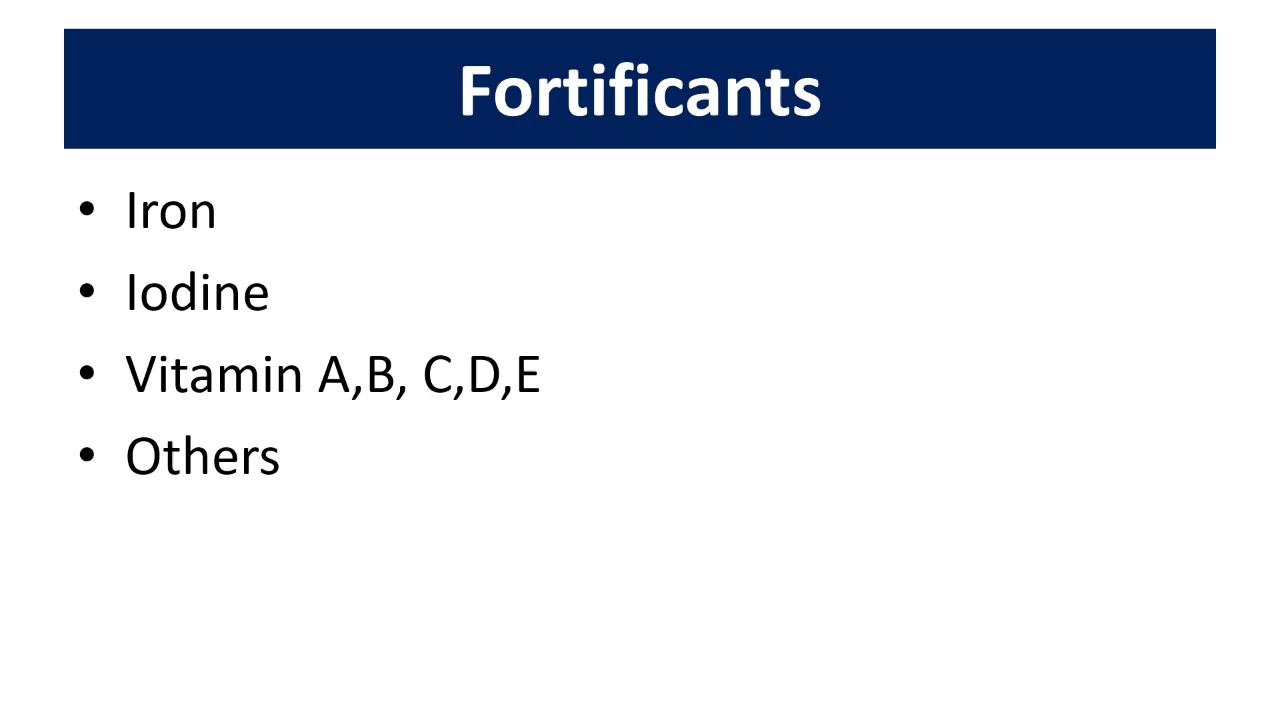 Fortificants
• Iron
• Iodine
• Vitamin A,B, C,D,E
• Others